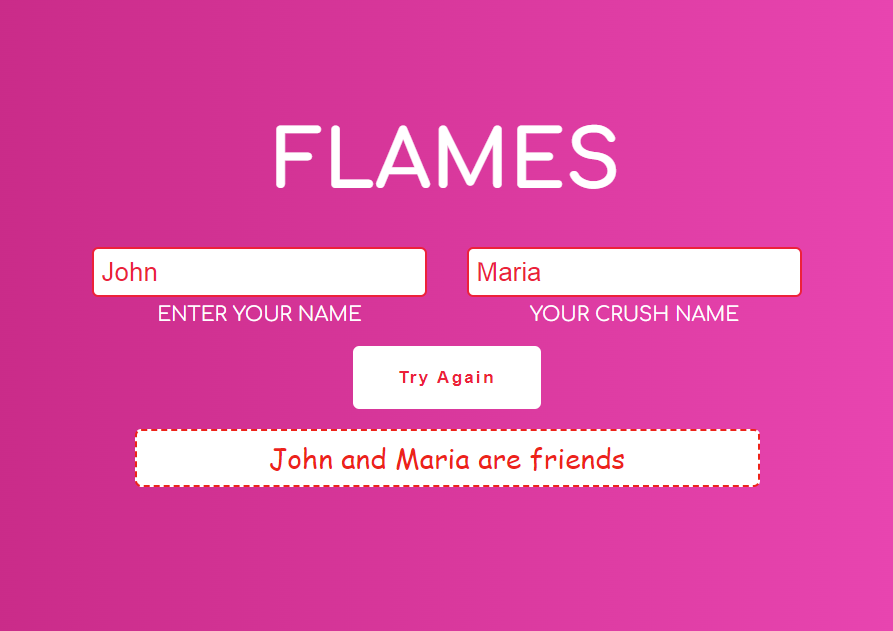 FLAMES
John
Maria
ENTER YOUR NAME
YOUR CRUSH NAME
Try Again
John and Maria are friends